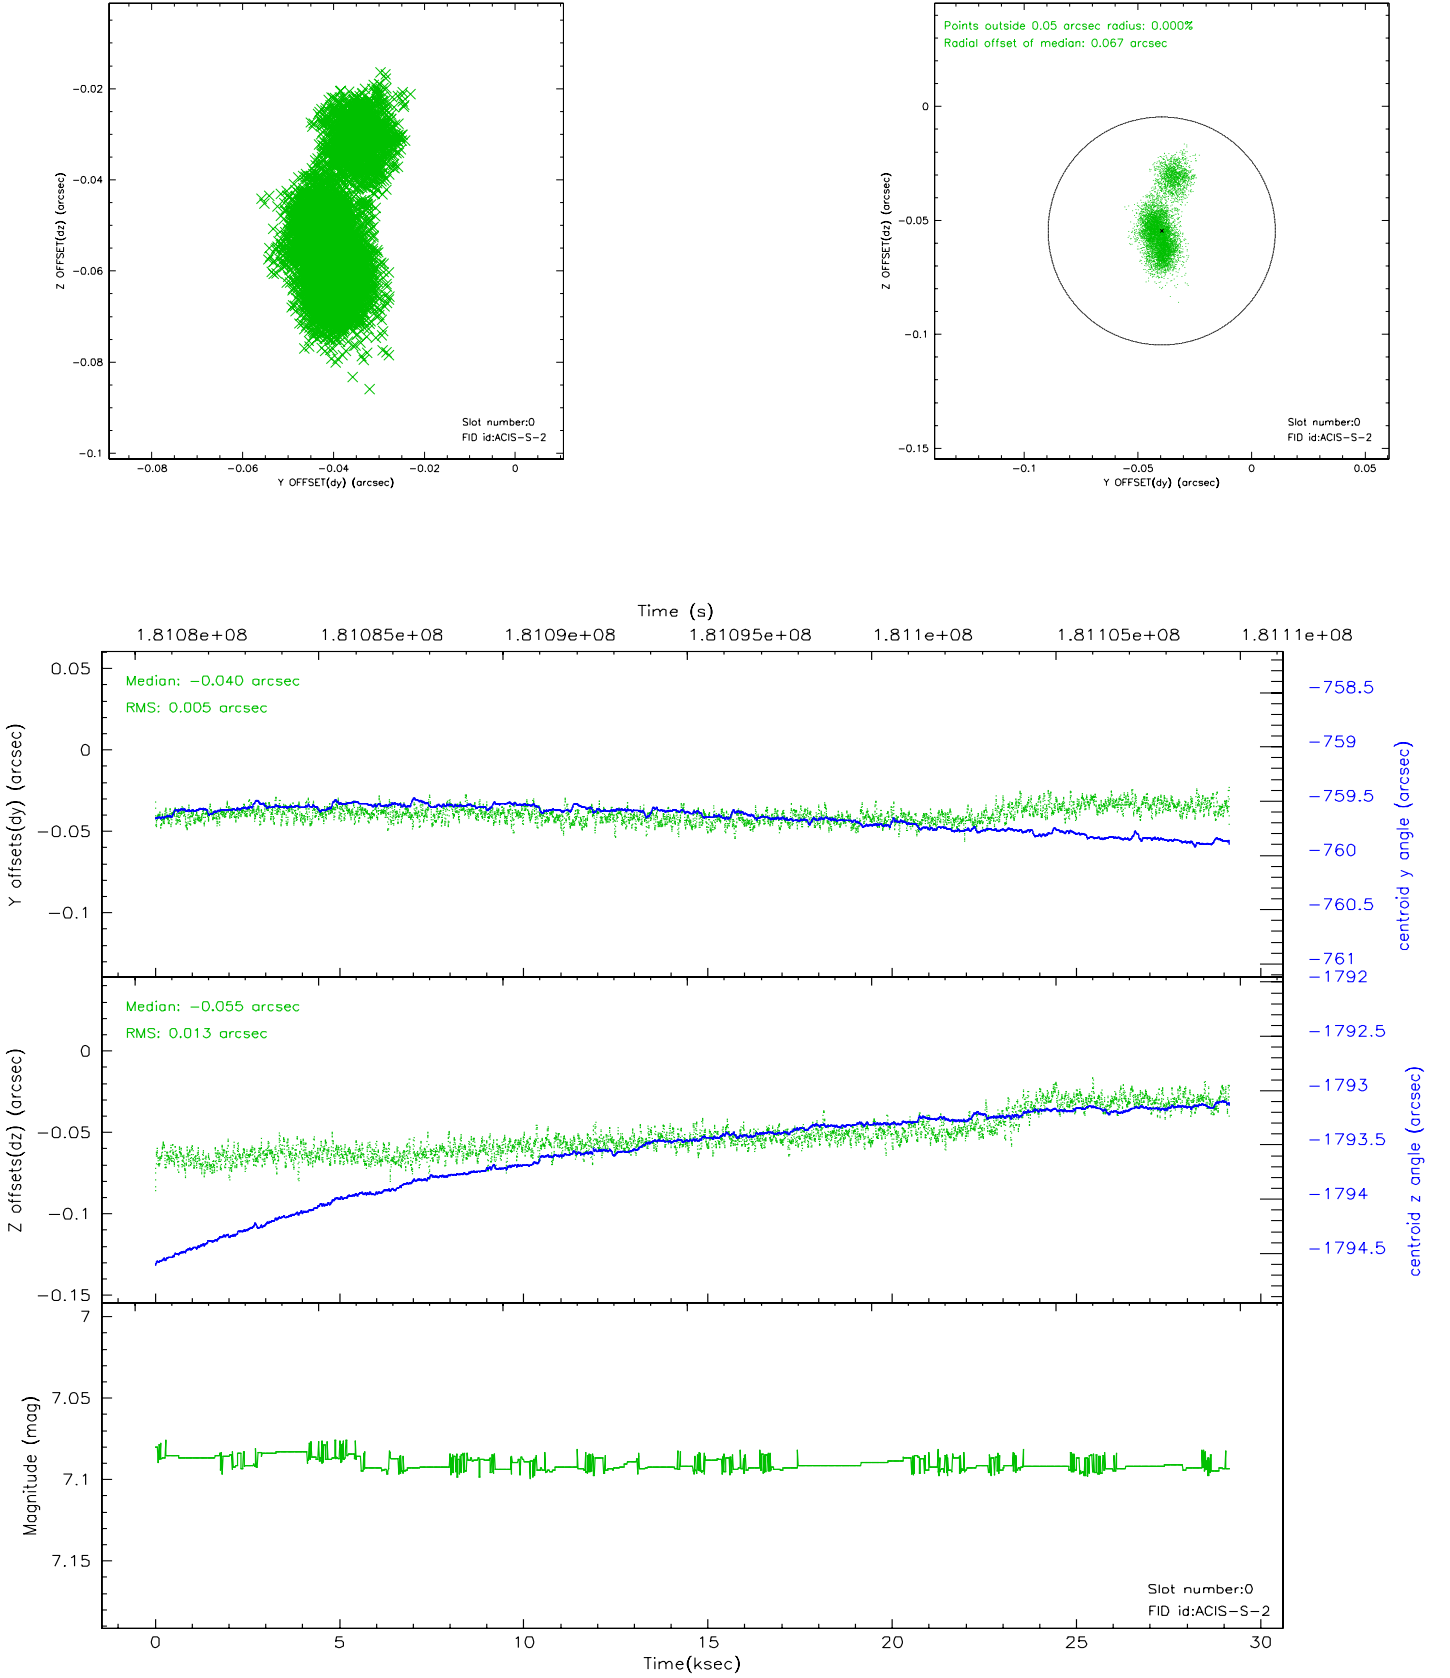 −0.02
−0.04
−0.06
−0.08
−0.1
Z OFFSET(dz) (arcsec)
Slot number:0
FID id:ACIS−S−2
−0.08 −0.06 −0.04 −0.02 0
Y OFFSET(dy) (arcsec)
Points outside 0.05 arcsec radius: 0.000%
Radial offset of median: 0.067 arcsec
0
−0.05
−0.1
−0.15
Z OFFSET(dz) (arcsec)
Slot number:0
FID id:ACIS−S−2
−0.1 −0.05 0 0.05
Y OFFSET(dy) (arcsec)
Time (s)
1.8108e+08 1.81085e+08 1.8109e+08 1.81095e+08 1.811e+08 1.81105e+08 1.8111e+08
Median: −0.040 arcsec
RMS: 0.005 arcsec
0.05
0
−0.05
−0.1
Y offsets(dy) (arcsec)
−758.5
−759
−759.5
−760
−760.5
−761
centroid y angle (arcsec)
Median: −0.055 arcsec
RMS: 0.013 arcsec
0
−0.05
−0.1
−0.15
Z offsets(dz) (arcsec)
−1792
−1792.5
−1793
−1793.5
−1794
−1794.5
centroid z angle (arcsec)
7
7.05
7.1
7.15
Magnitude (mag)
Slot number:0
FID id:ACIS−S−2
0 5 10 15 20 25 30
Time(ksec)